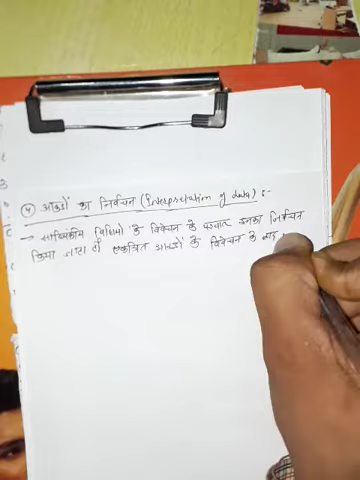 ④ आंकड़ों का निर्वचन (Interpretation of data) :-
→ सांख्यिकीय विधियों के विवेचन के पश्चात उनका निर्वचन
किया जाता है एकत्रित आंकड़ों के विवेचन के बाद